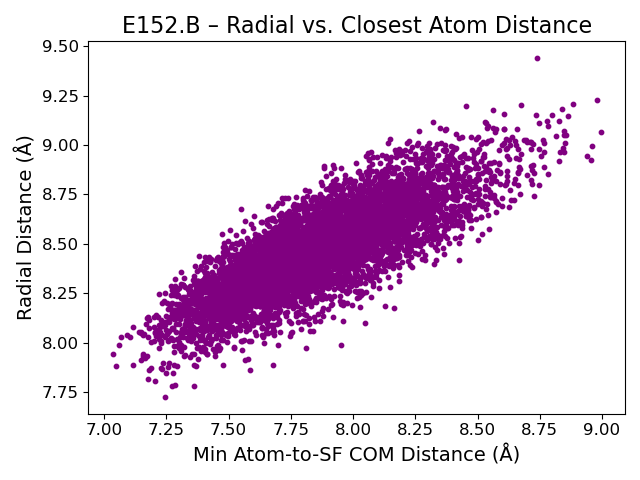 E152.B – Radial vs. Closest Atom Distance
Radial Distance (Å)
9.50
9.25
9.00
8.75
8.50
8.25
8.00
7.75
7.00 7.25 7.50 7.75 8.00 8.25 8.50 8.75 9.00
Min Atom-to-SF COM Distance (Å)